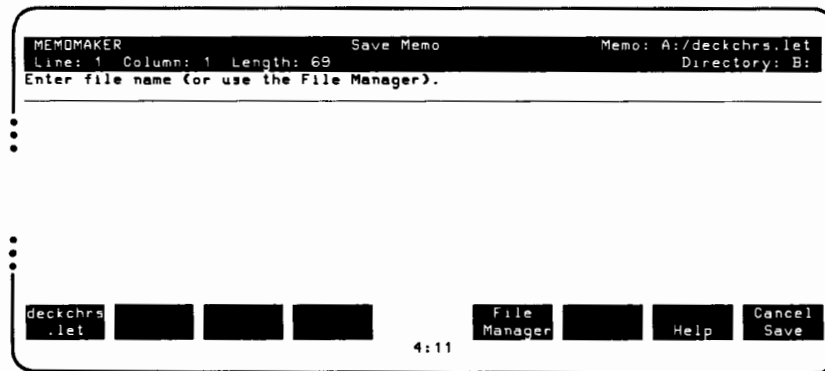 MEMOMAKER Save Memo Memo: A:/deckchrs.let
Line: 1 Column: 1 Length: 69 Directory: B:
Enter file name (or use the File Manager).
deckchrs File Cancel
.let Manager Help Save
4:11